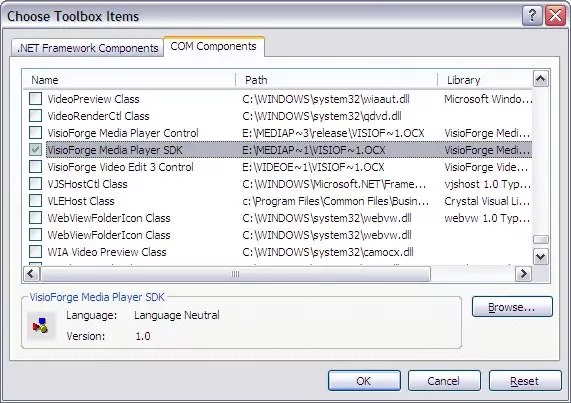 Choose Toolbox Items
.NET Framework Components COM Components
Name Path Library
VideoPreview Class C:\WINDOWS\system32\wiaaut.dll Microsoft Windo...
VideoRenderCtl Class C:\WINDOWS\system32\qdvd.dll
VisioForge Media Player Control E:\MEDIAP~3\release\VISIOF~1.OCX VisioForge Medi...
VisioForge Media Player SDK E:\MEDIAP~1\VISIOF~1.OCX VisioForge Medi...
VisioForge Video Edit 3 Control E:\VIDEOE~1\VISIOF~1.OCX VisioForge Vide...
VJSHostCtl Class C:\WINDOWS\Microsoft.NET\Frame... vjshost 1.0 Typ...
VLEHost Class c:\Program Files\Common Files\Busin... Crystal Visual Li...
WebViewFolderIcon Class C:\WINDOWS\system32\webvw.dll webvw 1.0 Typ...
WebViewFolderIcon Class C:\WINDOWS\system32\webvw.dll
WIA Video Preview Class C:\WINDOWS\system32\camocx.dll
VisioForge Media Player SDK
Language: Language Neutral
Version: 1.0
Browse...
OK Cancel Reset